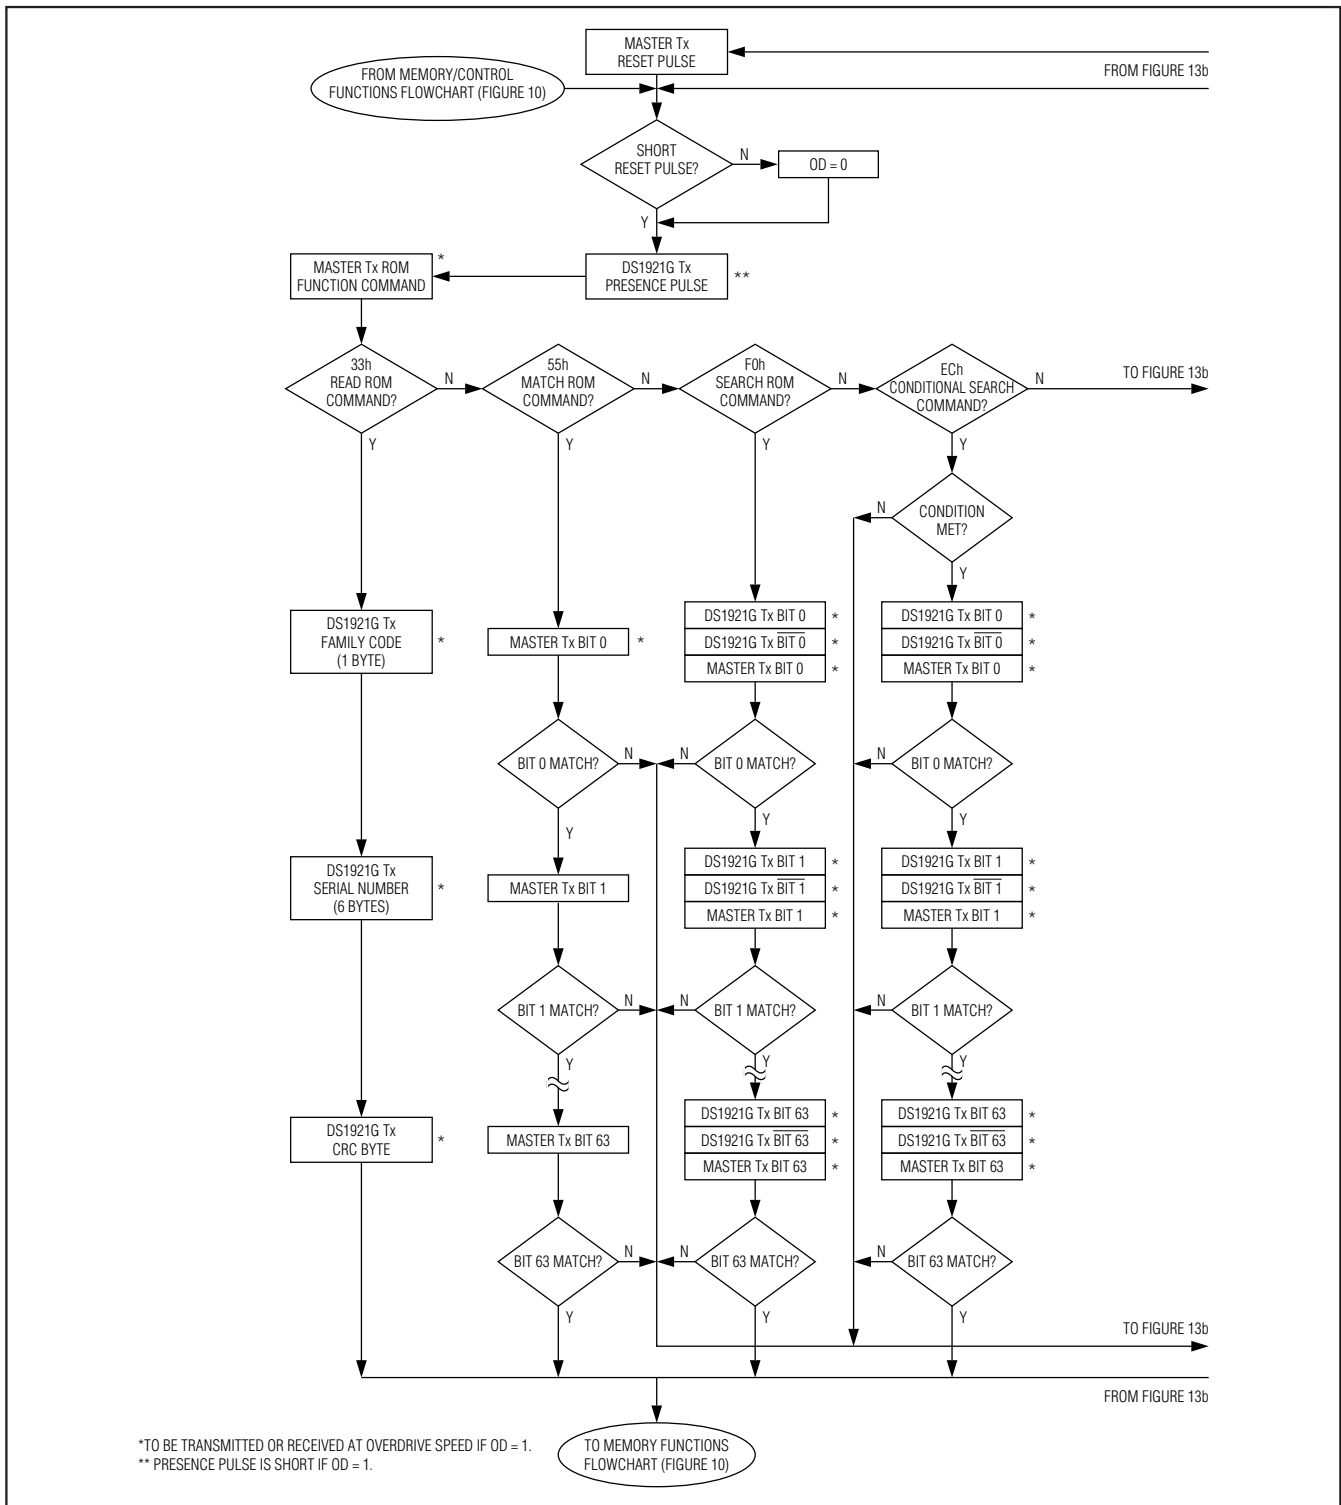 MASTER Tx
RESET PULSE
FROM FIGURE 13b
FROM MEMORY/CONTROL
FUNCTIONS FLOWCHART (FIGURE 10)
SHORT
RESET PULSE?
N
OD = 0
Y
MASTER Tx ROM
FUNCTION COMMAND
*
DS1921G Tx
PRESENCE PULSE
**
33h
READ ROM
COMMAND?
N
Y
55h
MATCH ROM
COMMAND?
N
Y
F0h
SEARCH ROM
COMMAND?
N
Y
ECh
CONDITIONAL SEARCH
COMMAND?
N
Y
TO FIGURE 13b
CONDITION
MET?
N
Y
DS1921G Tx
FAMILY CODE
(1 BYTE)
*
DS1921G Tx
SERIAL NUMBER
(6 BYTES)
*
DS1921G Tx
CRC BYTE
*
MASTER Tx BIT 0 *
BIT 0 MATCH?
N
Y
MASTER Tx BIT 1
BIT 1 MATCH?
N
Y
MASTER Tx BIT 63
BIT 63 MATCH?
N
Y
DS1921G Tx BIT 0 *
DS1921G Tx BIT 0 *
MASTER Tx BIT 0 *
BIT 0 MATCH?
N
Y
DS1921G Tx BIT 1 *
DS1921G Tx BIT 1 *
MASTER Tx BIT 1 *
BIT 1 MATCH?
N
Y
DS1921G Tx BIT 63 *
DS1921G Tx BIT 63 *
MASTER Tx BIT 63 *
BIT 63 MATCH?
N
Y
DS1921G Tx BIT 0 *
DS1921G Tx BIT 0 *
MASTER Tx BIT 0 *
BIT 0 MATCH?
N
Y
DS1921G Tx BIT 1 *
DS1921G Tx BIT 1 *
MASTER Tx BIT 1 *
BIT 1 MATCH?
N
Y
DS1921G Tx BIT 63 *
DS1921G Tx BIT 63 *
MASTER Tx BIT 63 *
BIT 63 MATCH?
N
Y
TO FIGURE 13b
FROM FIGURE 13b
TO MEMORY FUNCTIONS
FLOWCHART (FIGURE 10)
*TO BE TRANSMITTED OR RECEIVED AT OVERDRIVE SPEED IF OD = 1.
** PRESENCE PULSE IS SHORT IF OD = 1.